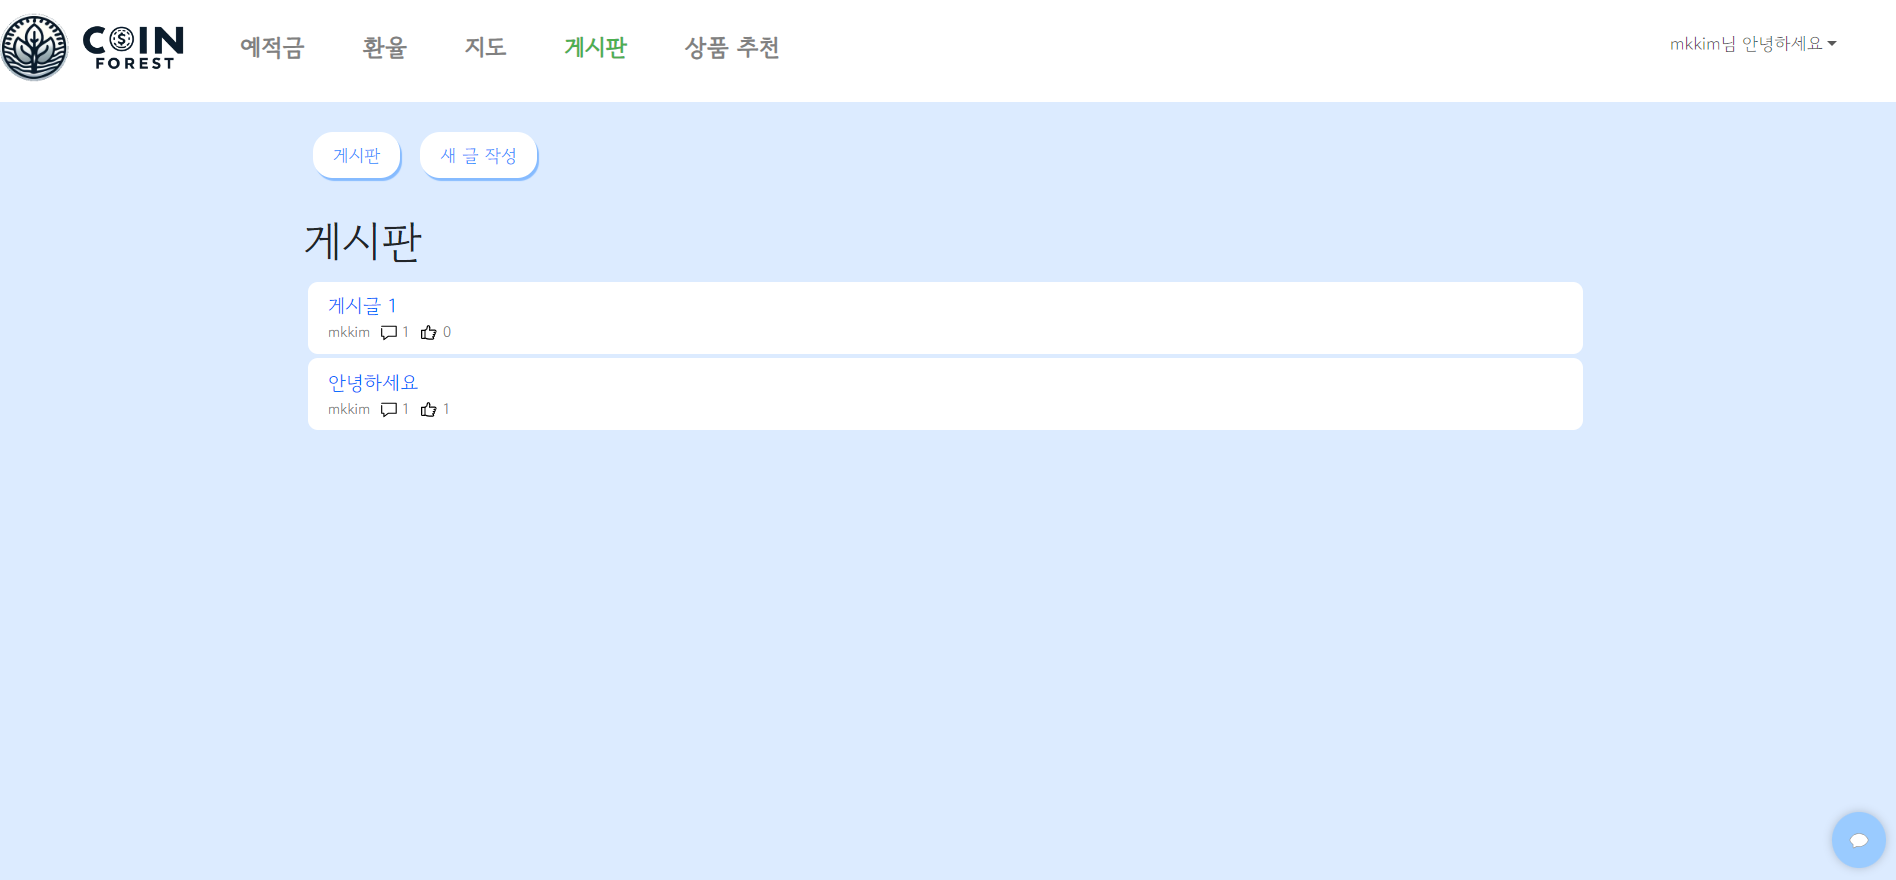 COIN
FOREST
예적금 환율 지도 게시판 상품 추천 mkkim님 안녕하세요
게시판 새 글 작성
게시판
게시글 1
mkkim 1 0
안녕하세요
mkkim 1 1